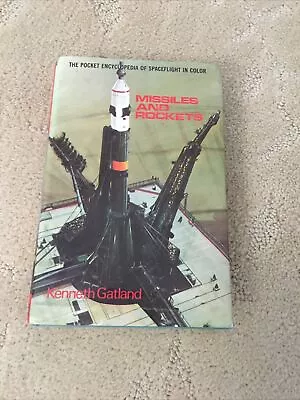 THE POCKET ENCYCLOPEDIA OF SPACEFLIGHT IN COLOR
MISSILES
AND
ROCKETS
Kenneth Gatland